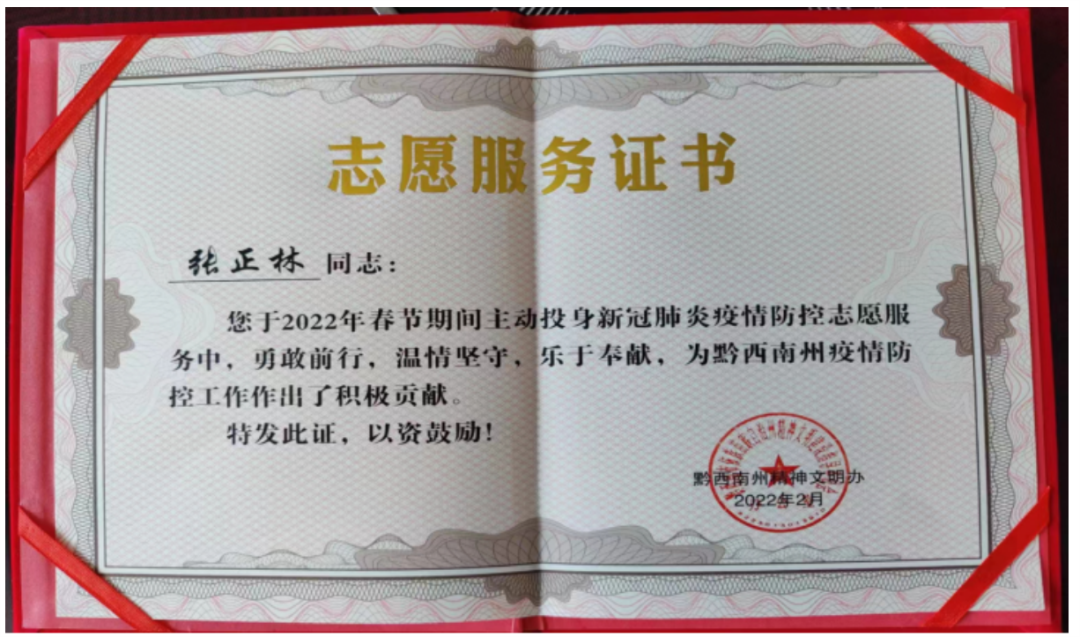 志愿服务证书
张正林 同志：
您于2022年春节期间主动投身新冠肺炎疫情防控志愿服
务中，勇敢前行，温情坚守，乐于奉献，为黔西南州疫情防
控工作作出了积极贡献。
特发此证，以资鼓励！
黔西南州精神文明办
2022年2月